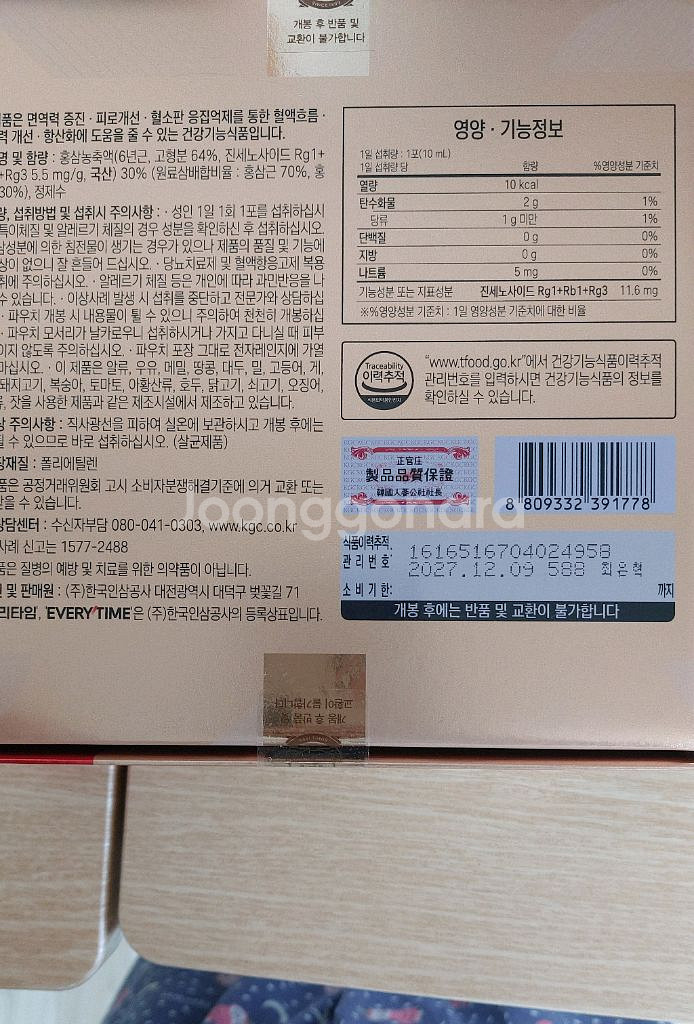 SINCE 1899
개봉 후 반품 및
교환이 불가합니다
품은 면역력 증진 · 피로개선 · 혈소판 응집억제를 통한 혈액흐름 ·
력 개선 · 항산화에 도움을 줄 수 있는 건강기능식품입니다.
명 및 함량 : 홍삼농축액(6년근, 고형분 64%, 진세노사이드 Rg1+
+Rg3 5.5 mg/g, 국산) 30% (원료삼배합비율 : 홍삼근 70%, 홍
30%), 정제수
량, 섭취방법 및 섭취시 주의사항 : · 성인 1일 1회 1포를 섭취하십시
특이체질 및 알레르기 체질의 경우 성분을 확인하신 후 섭취하십시오.
삼성분에 의한 침전물이 생기는 경우가 있으나 제품의 품질 및 기능에
상이 없으니 잘 흔들어 드십시오. · 당뇨치료제 및 혈액항응고제 복용
취에 주의하십시오. · 알레르기 체질 등은 개인에 따라 과민반응을 나
수 있습니다. · 이상사례 발생 시 섭취를 중단하고 전문가와 상담하십
· 파우치 개봉 시 내용물이 튈 수 있으니 주의하여 천천히 개봉하십
· 파우치 모서리가 날카로우니 섭취하시거나 가지고 다니실 때 피부
이지 않도록 주의하십시오. · 파우치 포장 그대로 전자레인지에 가열
마십시오. · 이 제품은 알류, 우유, 메밀, 땅콩, 대두, 밀, 고등어, 게,
돼지고기, 복숭아, 토마토, 아황산류, 호두, 닭고기, 쇠고기, 오징어,
, 잣을 사용한 제품과 같은 제조시설에서 제조하고 있습니다.
상 주의사항 : 직사광선을 피하여 실온에 보관하시고 개봉 후에는
될 수 있으므로 바로 섭취하십시오. (살균제품)
장재질 : 폴리에틸렌
품은 공정거래위원회 고시 소비자분쟁해결기준에 의거 교환 또는
받을 수 있습니다.
상담센터 : 수신자부담 080-041-0303, www.kgc.co.kr
사례 신고는 1577-2488
품은 질병의 예방 및 치료를 위한 의약품이 아닙니다.
및 판매원 : (주)한국인삼공사 대전광역시 대덕구 벚꽃길 71
리타임', 'EVERYTIME'은 (주)한국인삼공사의 등록상표입니다.
영양 · 기능정보
1일 섭취량 : 1포(10 mL)
1일 섭취량 당 함량 %영양성분 기준치
열량 10 kcal
탄수화물 2 g 1%
당류 1 g 미만 1%
단백질 0 g 0%
지방 0 g 0%
나트륨 5 mg 0%
기능성분 또는 지표성분 진세노사이드 Rg1+Rb1+Rg3 11.6 mg
※%영양성분 기준치 : 1일 영양성분 기준치에 대한 비율
Traceability
이력추적
"www.tfood.go.kr"에서 건강기능식품이력추적
관리번호를 입력하시면 건강기능식품의 정보를
확인하실 수 있습니다.
正官庄
製品品質保證
韓國人蔘公社社長
8 809332 391778
식품이력추적
관리번호: 1616516704024958
2027.12.09 588 최은혁
소비기한: 까지
개봉 후에는 반품 및 교환이 불가합니다
joonggonara
개봉 후 반품 및
교환이 불가합니다